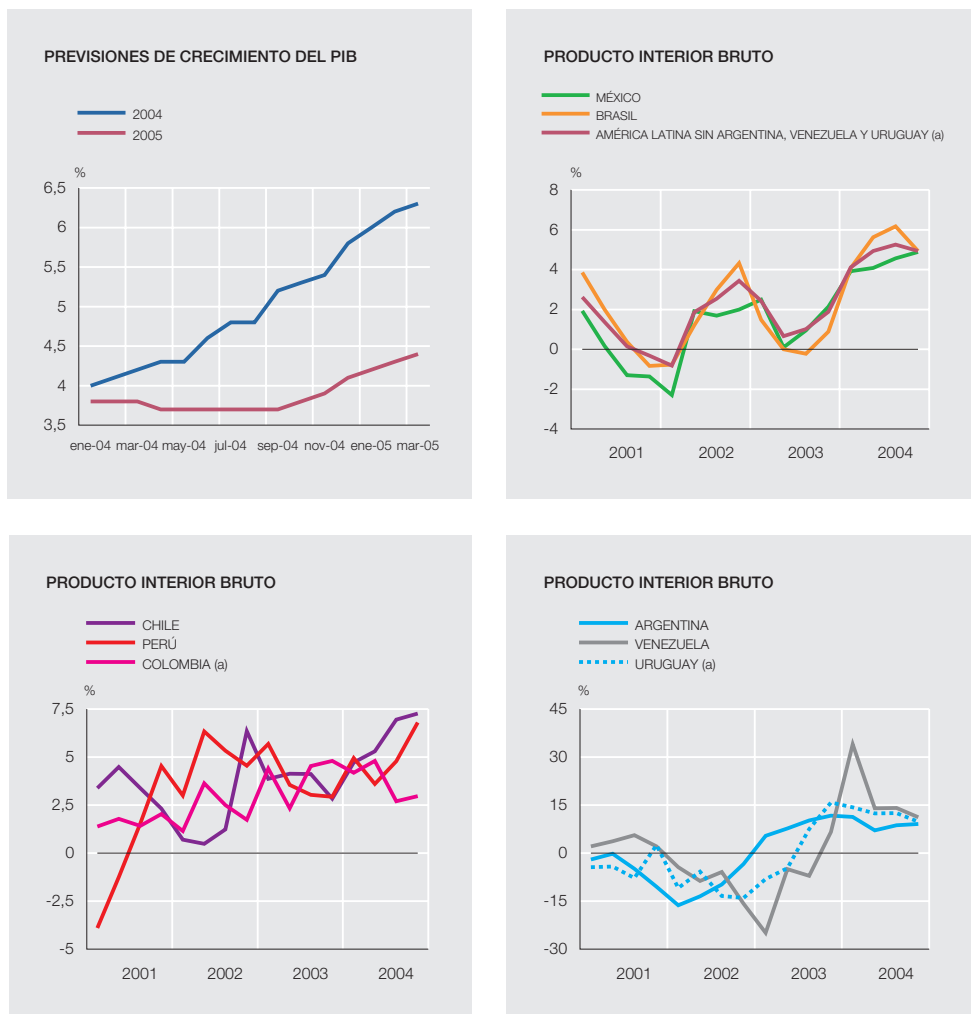 PREVISIONES DE CRECIMIENTO DEL PIB
2004
2005
%
6,5
6
5,5
5
4,5
4
3,5
ene-04 mar-04 may-04 jul-04 sep-04 nov-04 ene-05 mar-05
PRODUCTO INTERIOR BRUTO
MÉXICO
BRASIL
AMÉRICA LATINA SIN ARGENTINA, VENEZUELA Y URUGUAY (a)
%
8
6
4
2
0
-2
-4
2001 2002 2003 2004
PRODUCTO INTERIOR BRUTO
CHILE
PERÚ
COLOMBIA (a)
%
7,5
5
2,5
0
-2,5
-5
2001 2002 2003 2004
PRODUCTO INTERIOR BRUTO
ARGENTINA
VENEZUELA
URUGUAY (a)
%
45
30
15
0
-15
-30
2001 2002 2003 2004